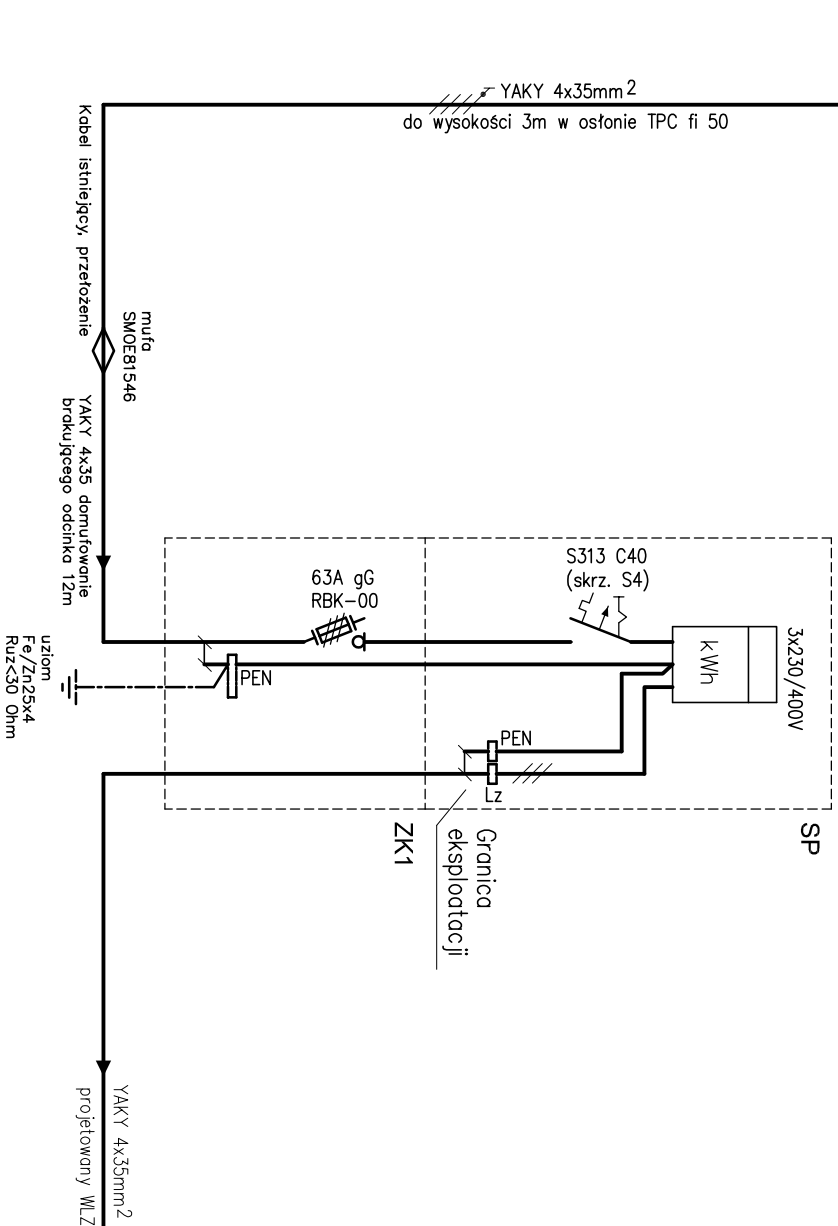 YAKY 4x35mm2
do wysokości 3m w osłonie TPC fi 50
Kabel istniejący, przełożenie
mufa
SMOE81546
YAKY 4x35 domufowanie
brakującego odcinka 12m
S313 C40
(skrz. S4)
63A gG
RBK-00
3x230/400V
kWh
PEN
PEN
Lz
uziom
Fe/Zn25x4
Ruz<30 Ohm
ZK1
SP
Granica
eksploatacji
YAKY 4x35mm2
projetowany WLZ